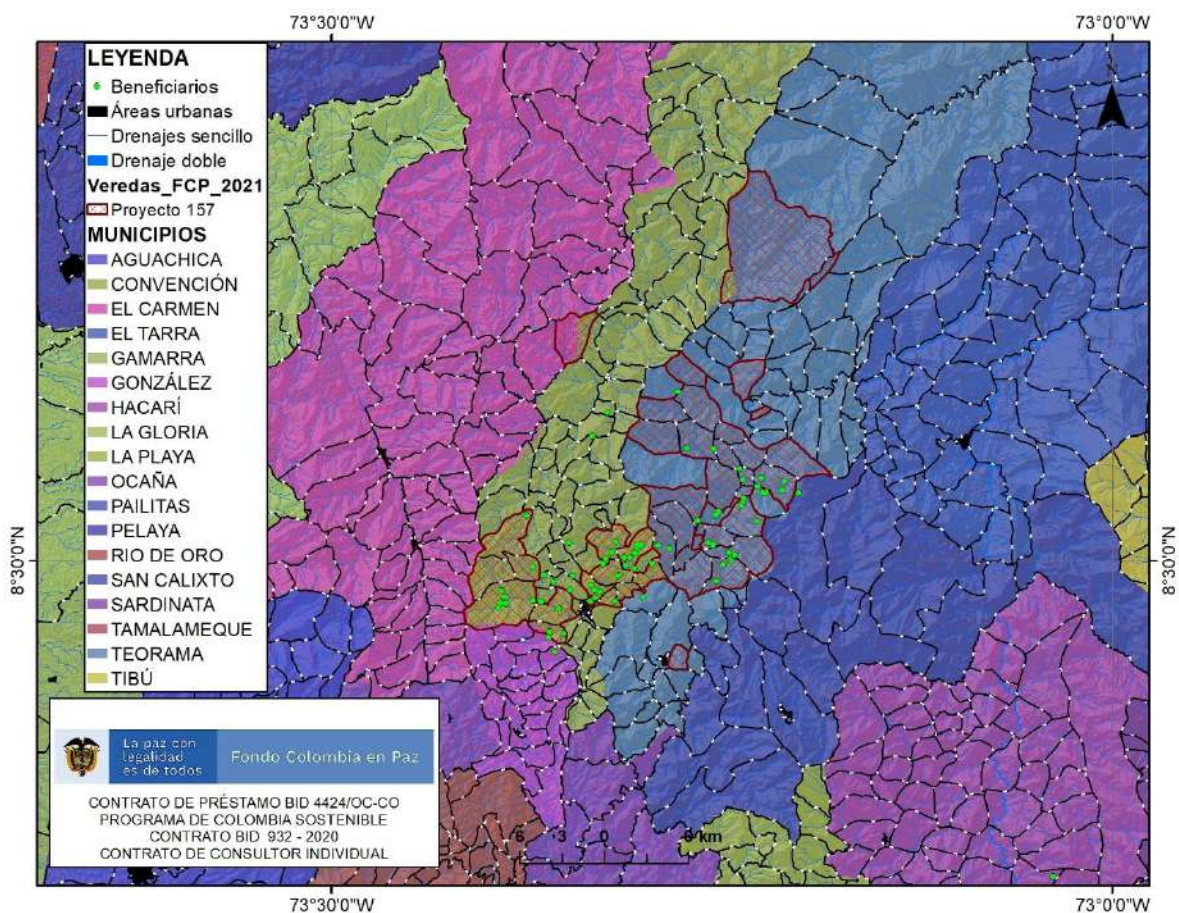 73°30'0"W
73°0'0"W
LEYENDA
Beneficiarios
Áreas urbanas
Drenajes sencillo
Drenaje doble
Veredas_FCP_2021
Proyecto 157
MUNICIPIOS
AGUACHICA
CONVENCIÓN
EL CARMEN
EL TARRA
GAMARRA
GONZÁLEZ
HACARÍ
LA GLORIA
LA PLAYA
OCAÑA
PAILITAS
PELAYA
RIO DE ORO
SAN CALIXTO
SARDINATA
TAMALAMEQUE
TEORAMA
TIBÚ
8°30'0"N
8°30'0"N
La paz con
legalidad
es de todos
Fondo Colombia en Paz
CONTRATO DE PRÉSTAMO BID 4424/OC-CO
PROGRAMA DE COLOMBIA SOSTENIBLE
CONTRATO BID 932 - 2020
CONTRATO DE CONSULTOR INDIVIDUAL
6 3 0 6 km
73°30'0"W
73°0'0"W